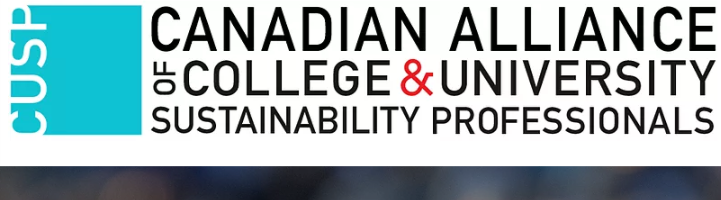 CUSP
CANADIAN ALLIANCE
OF COLLEGE & UNIVERSITY
SUSTAINABILITY PROFESSIONALS